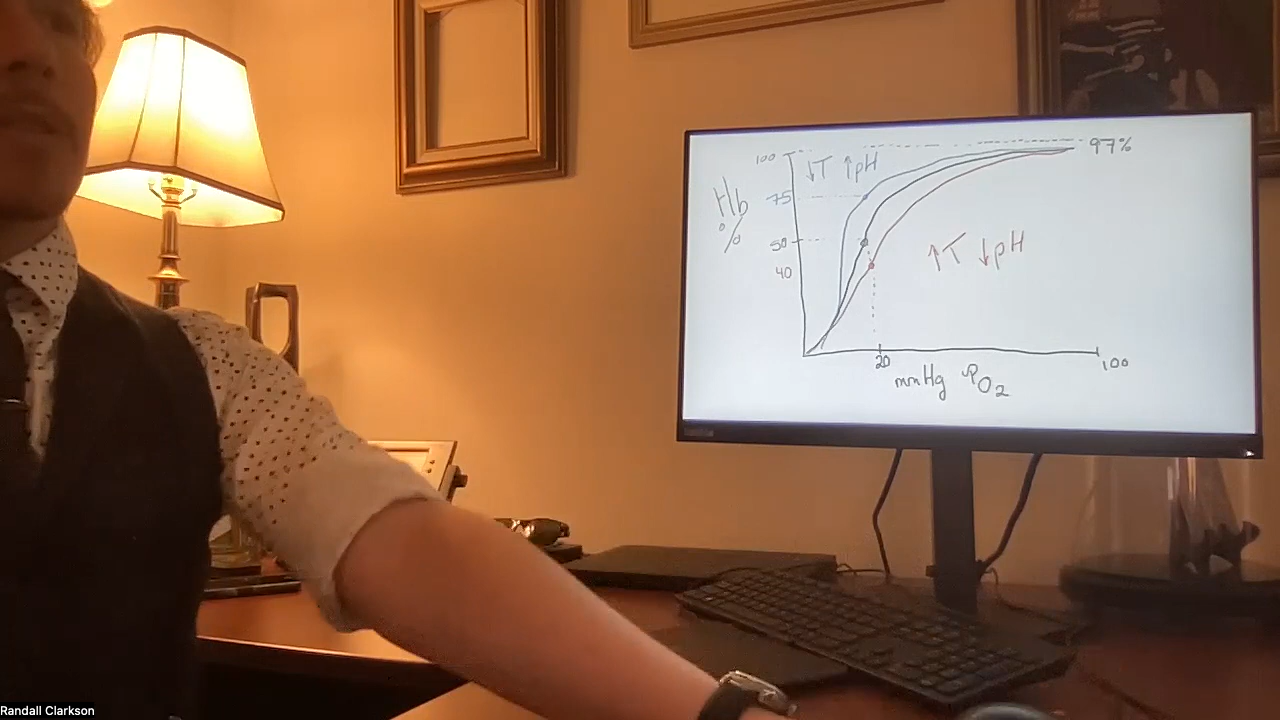 100
↓T ↑pH
97%
Hb
%
75
50
40
↑T ↓pH
20
100
mmHg PO2
Randall Clarkson